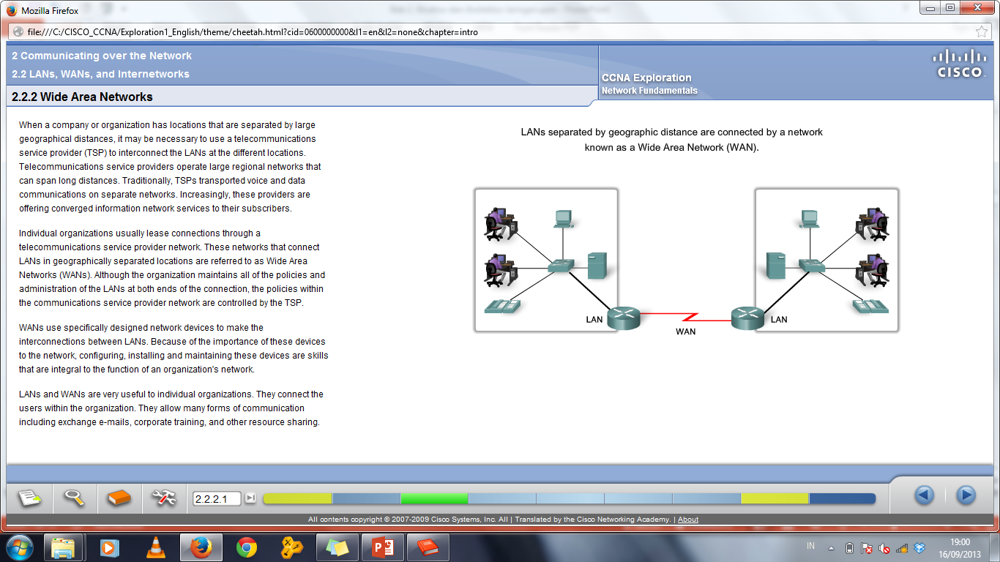 Mozilla Firefox
file:///C:/CISCO_CCNA/Exploration1_English/theme/cheetah.html?cid=0600000000&l1=en&l2=none&chapter=intro
2 Communicating over the Network
2.2 LANs, WANs, and Internetworks
CCNA Exploration
Network Fundamentals
CISCO
2.2.2 Wide Area Networks
When a company or organization has locations that are separated by large
geographical distances, it may be necessary to use a telecommunications
service provider (TSP) to interconnect the LANs at the different locations.
Telecommunications service providers operate large regional networks that
can span long distances. Traditionally, TSPs transported voice and data
communications on separate networks. Increasingly, these providers are
offering converged information network services to their subscribers.
Individual organizations usually lease connections through a
telecommunications service provider network. These networks that connect
LANs in geographically separated locations are referred to as Wide Area
Networks (WANs). Although the organization maintains all of the policies and
administration of the LANs at both ends of the connection, the policies within
the communications service provider network are controlled by the TSP.
WANs use specifically designed network devices to make the
interconnections between LANs. Because of the importance of these devices
to the network, configuring, installing and maintaining these devices are skills
that are integral to the function of an organization's network.
LANs and WANs are very useful to individual organizations. They connect the
users within the organization. They allow many forms of communication
including exchange e-mails, corporate training, and other resource sharing.
LANs separated by geographic distance are connected by a network
known as a Wide Area Network (WAN).
LAN
WAN
LAN
2.2.2.1
All contents copyright © 2007-2009 Cisco Systems, Inc. All | Translated by the Cisco Networking Academy. | About
IN
19:00
16/09/2013